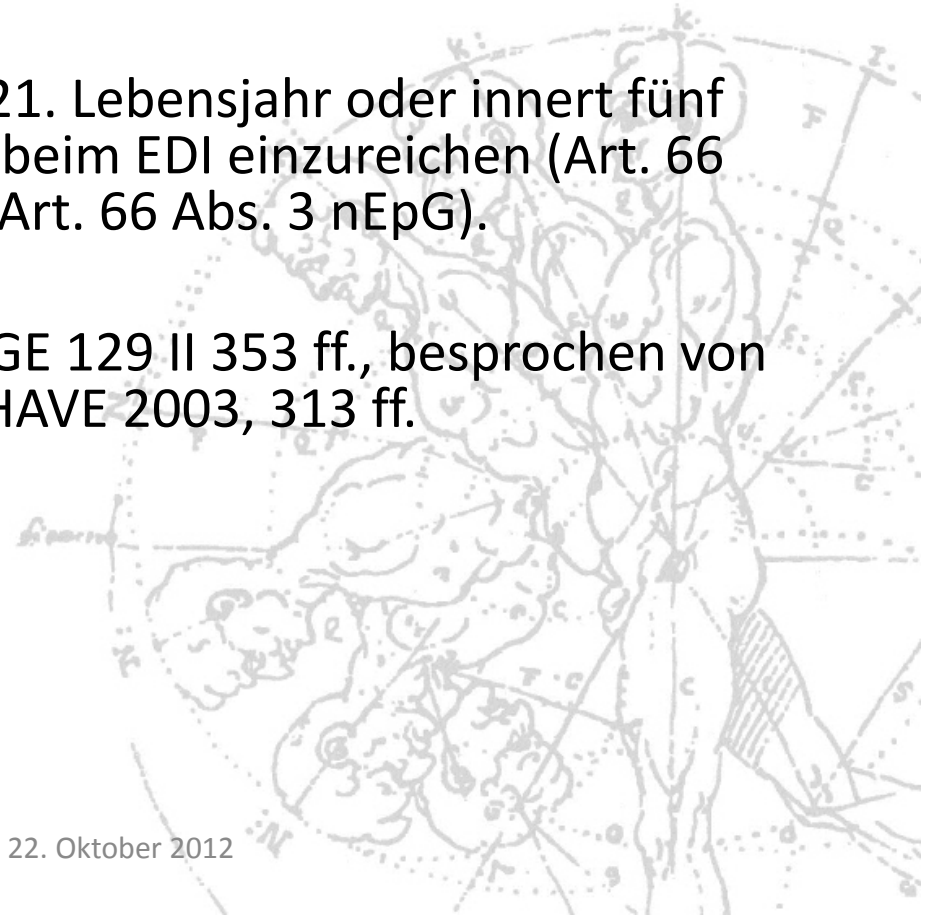 21. Lebensjahr oder innert fünf
beim EDI einzureichen (Art. 66
Art. 66 Abs. 3 nEpG).
GE 129 II 353 ff., besprochen von
HAVE 2003, 313 ff.
22. Oktober 2012